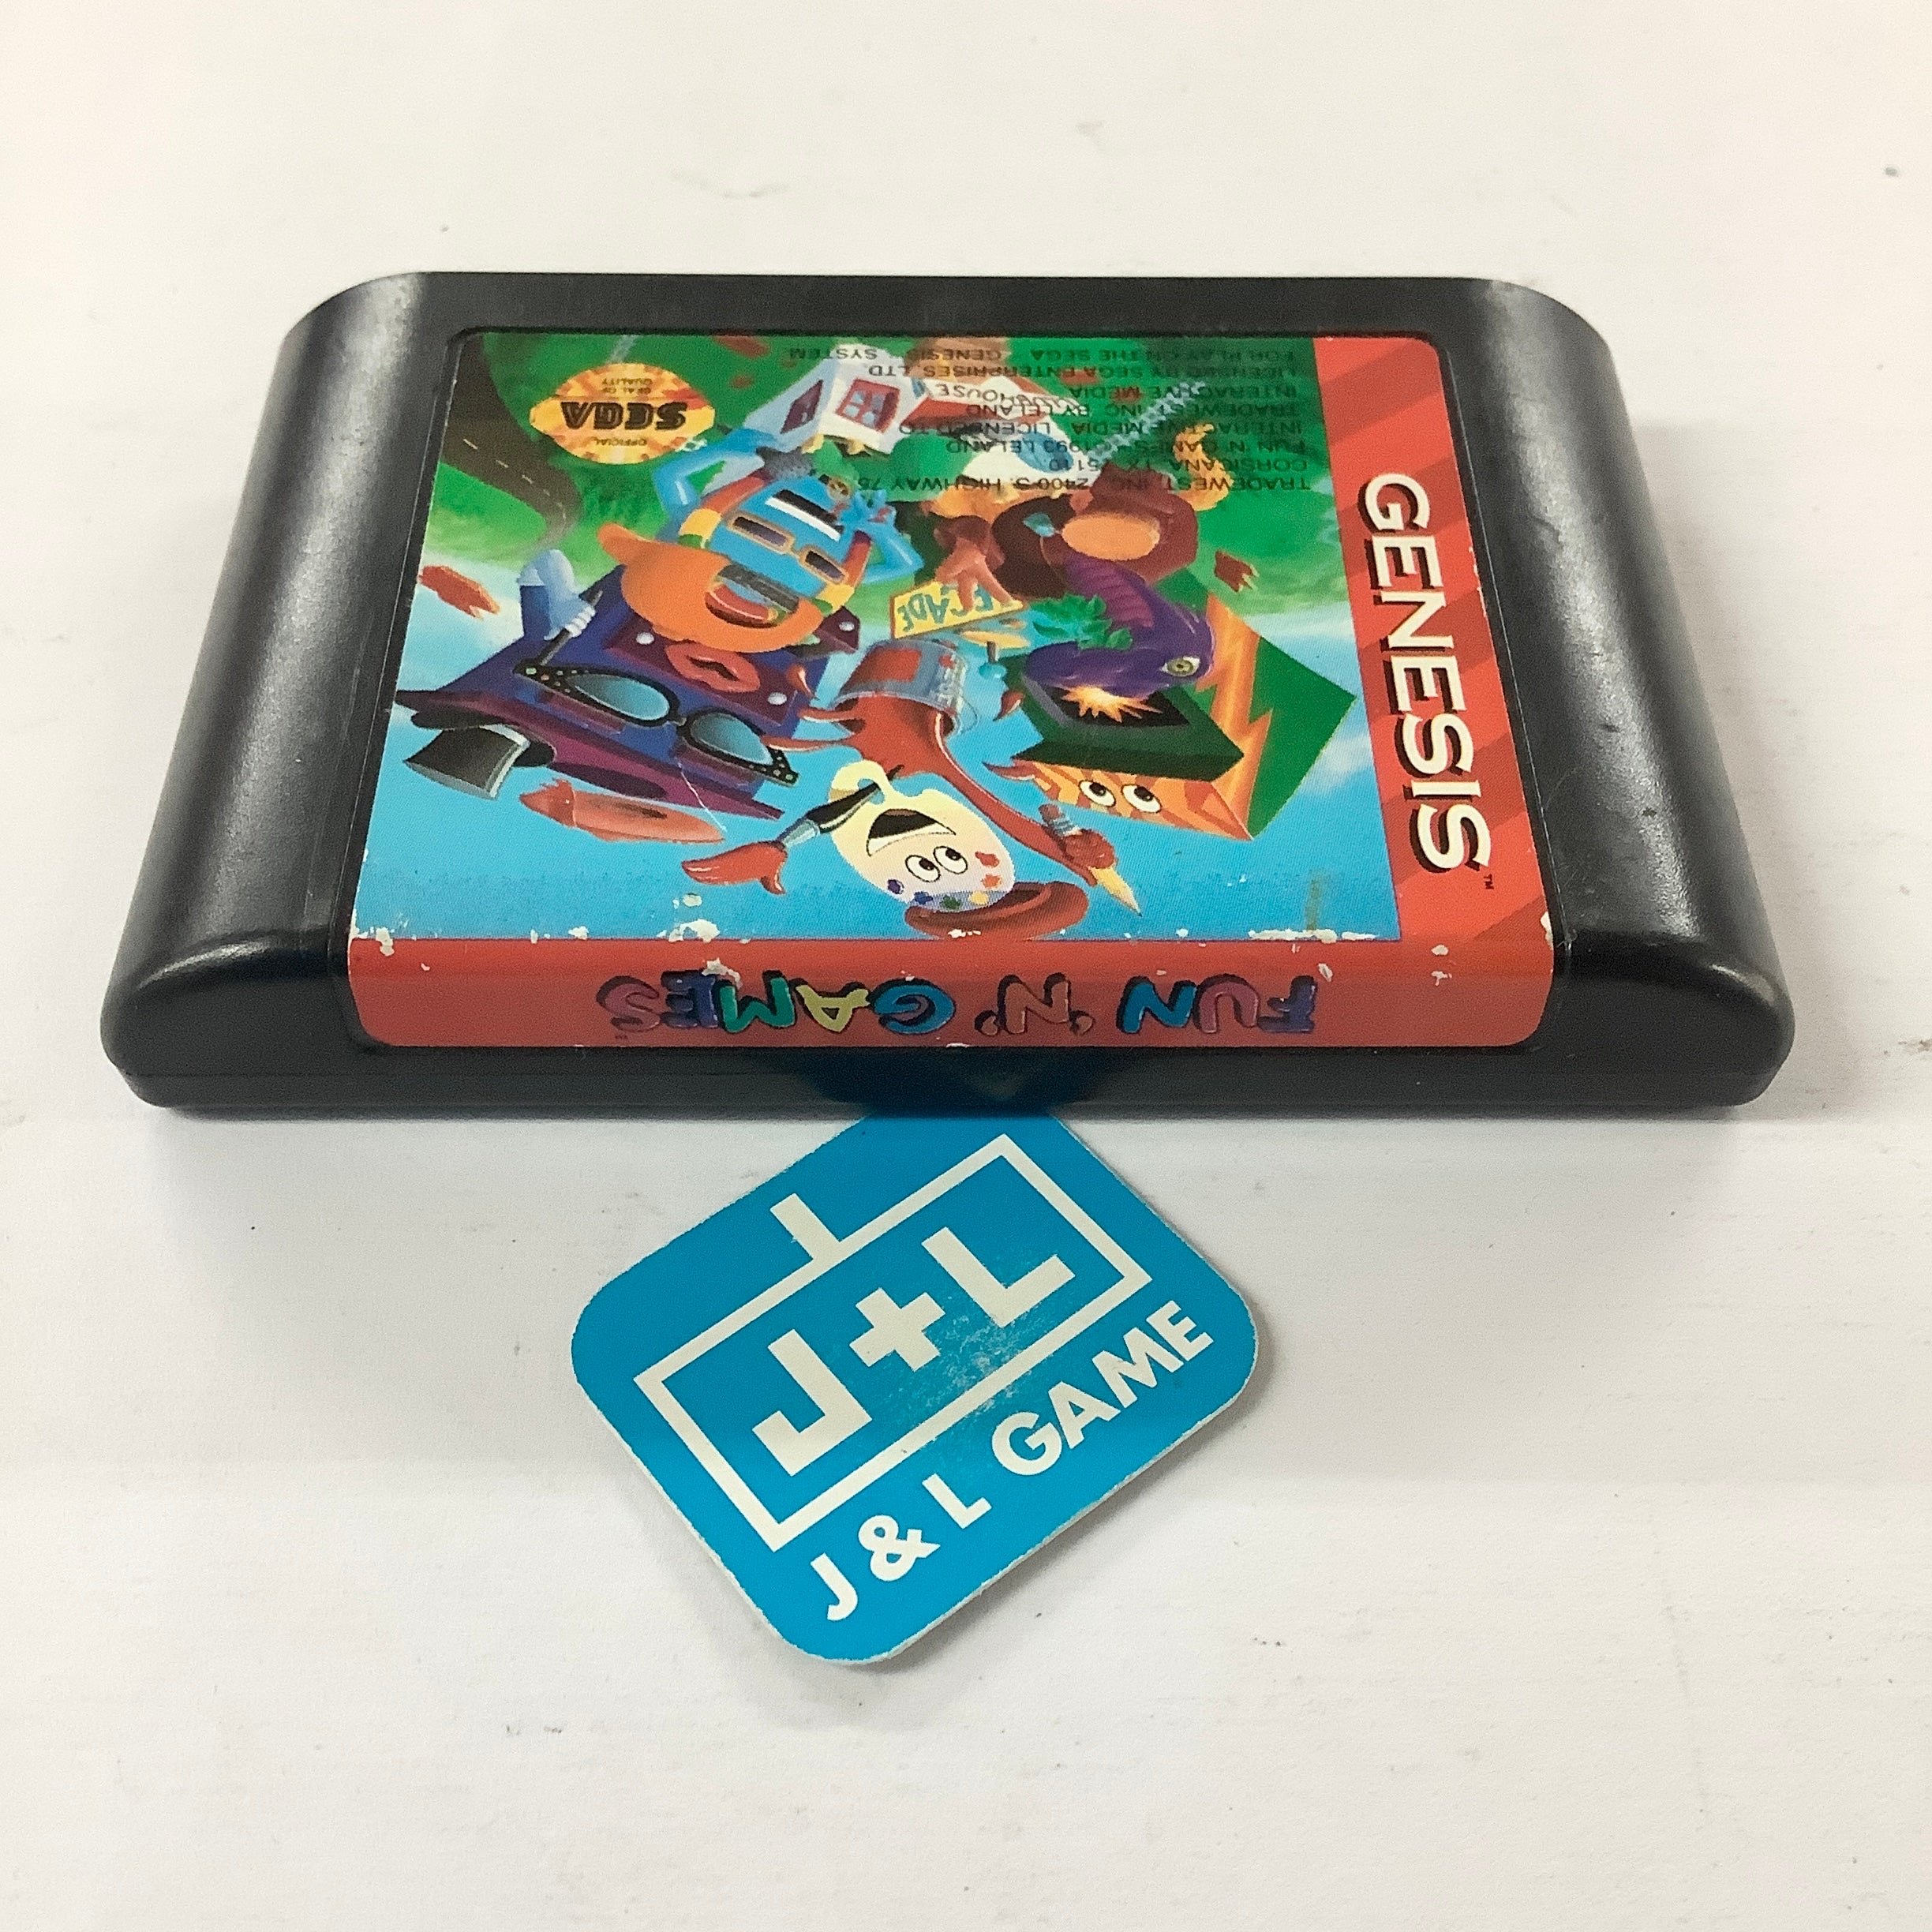 GENESIS™
FUN 'N' GAMES™
TRADEWEST, INC., 2400 S. HIGHWAY 75
CORSICANA, TX 75110.
FUN 'N' GAMES ©1993 LELAND
INTERACTIVE MEDIA LICENSED TO
TRADEWEST, INC. BY LELAND
INTERACTIVE MEDIA
LICENSED BY SEGA ENTERPRISES, LTD.
FOR PLAY ON THE SEGA GENESIS SYSTEM
OFFICIAL
SEGA
SEAL OF
QUALITY
J+L
J & L GAME